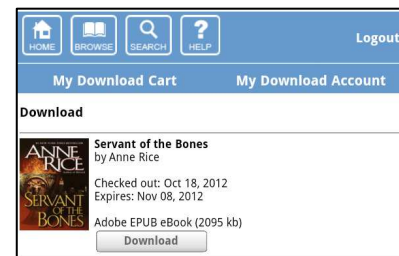 HOME BROWSE SEARCH ? HELP Logout
My Download Cart My Download Account
Download
ANNE RICE
SERVANT OF THE BONES
Servant of the Bones
by Anne Rice
Checked out: Oct 18, 2012
Expires: Nov 08, 2012
Adobe EPUB eBook (2095 kb)
Download